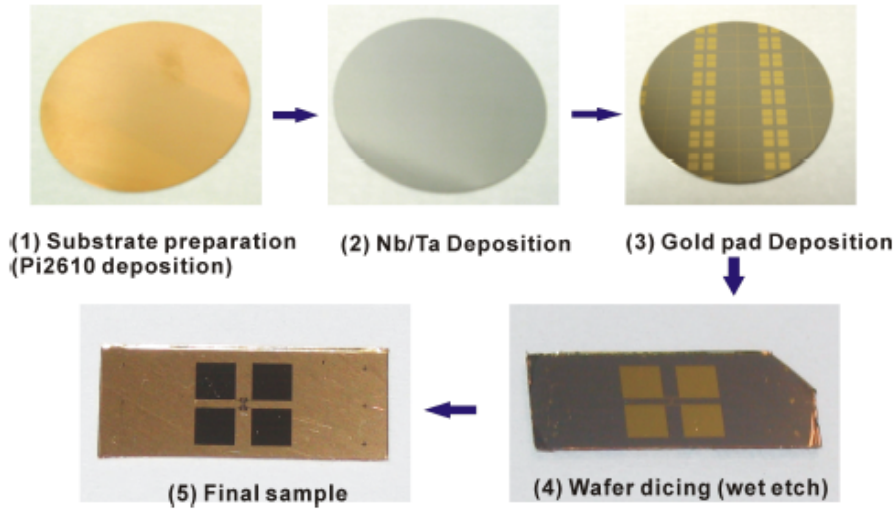 (1) Substrate preparation
(Pi2610 deposition)
(2) Nb/Ta Deposition
(3) Gold pad Deposition
(5) Final sample
(4) Wafer dicing (wet etch)